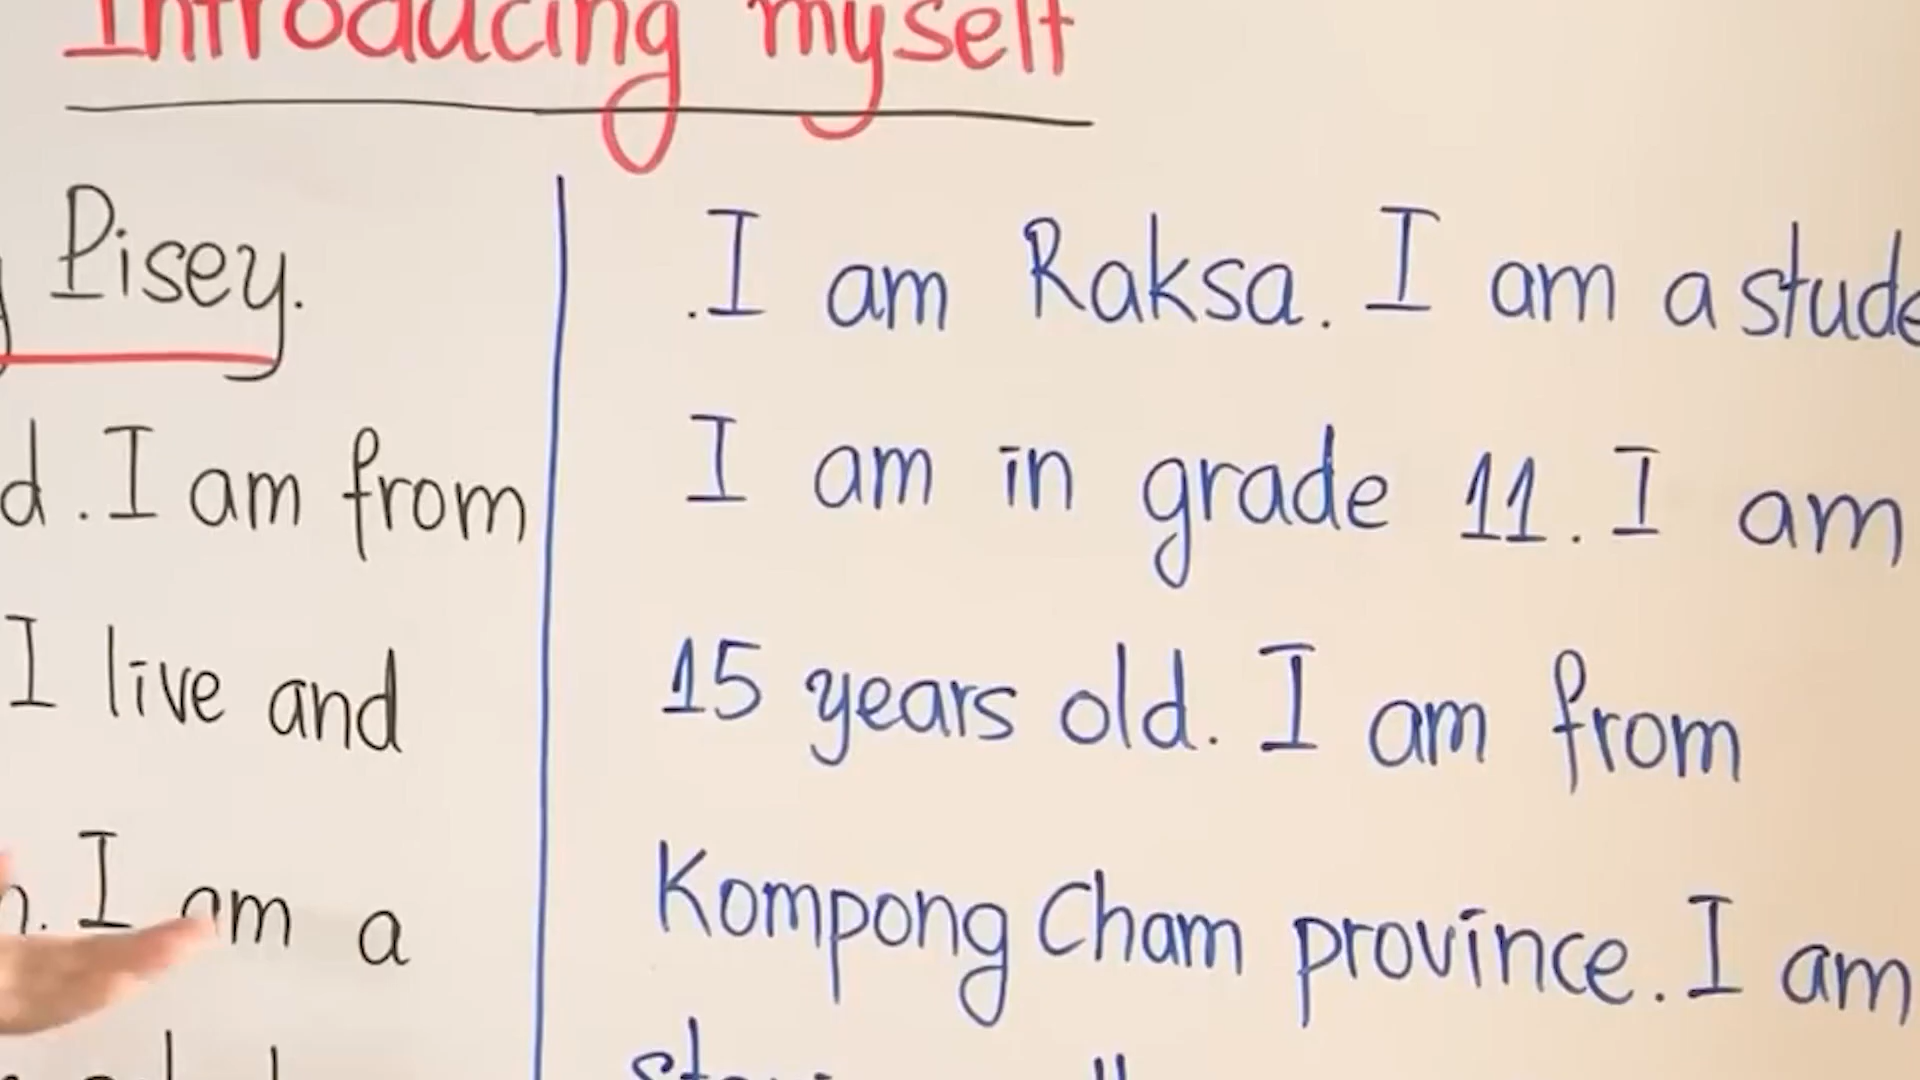 Introducing myself
Pisey.
d. I am from
I live and
. I am a
.I am Raksa. I am a stude
I am in grade 11. I am
15 years old. I am from
Kompong Cham province. I am